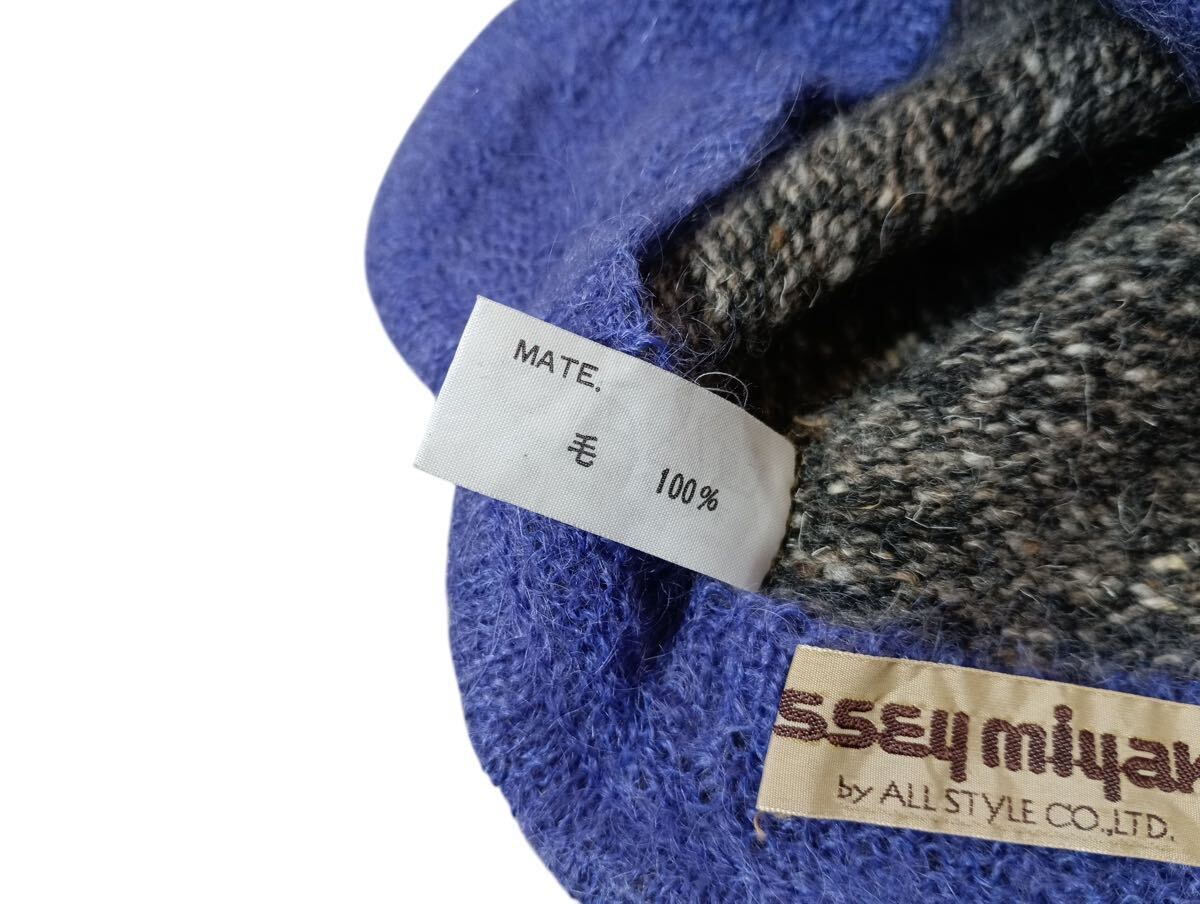 MATE.
毛 100%
ssey miyak
by ALL STYLE CO.,LTD.